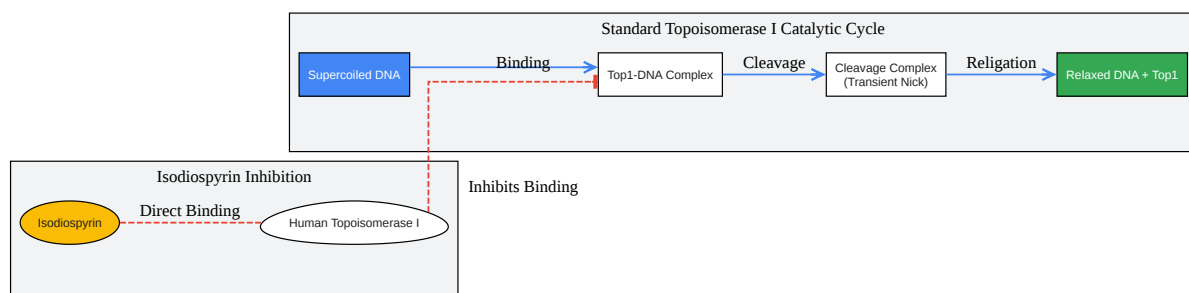 Standard Topoisomerase I Catalytic Cycle
Supercoiled DNA
Binding
Top1-DNA Complex
Cleavage
Cleavage Complex
(Transient Nick)
Religation
Relaxed DNA + Top1
Isodiospyrin Inhibition
Inhibits Binding
Isodiospyrin
Direct Binding
Human Topoisomerase I